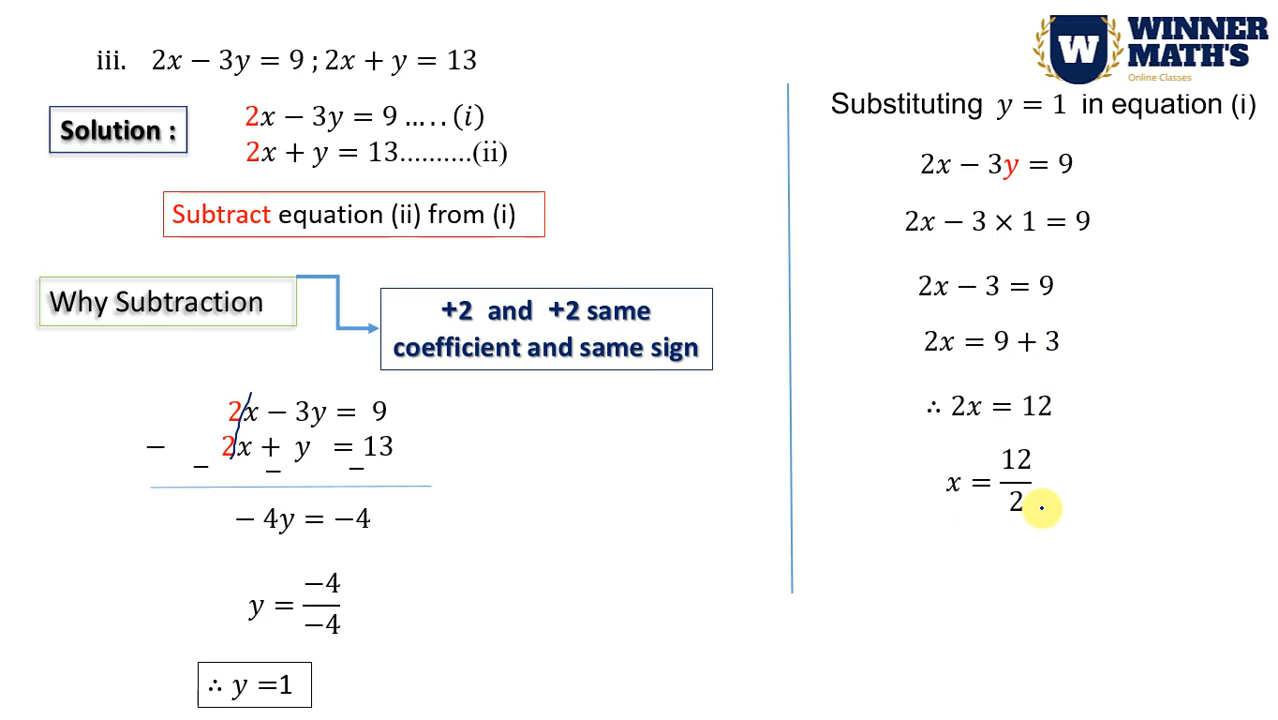 WINNER
MATH'S
Online Classes
W
iii. 2x − 3y = 9 ; 2x + y = 13
Solution :
2x − 3y = 9 ..... (i)
2x + y = 13..........(ii)
Subtract equation (ii) from (i)
Why Subtraction
+2 and +2 same
coefficient and same sign
2x − 3y = 9
− 2x + y = 13
− − −
− 4y = −4
y = −4/−4
∴ y =1
Substituting y = 1 in equation (i)
2x − 3y = 9
2x − 3 × 1 = 9
2x − 3 = 9
2x = 9 + 3
∴ 2x = 12
x = 12/2